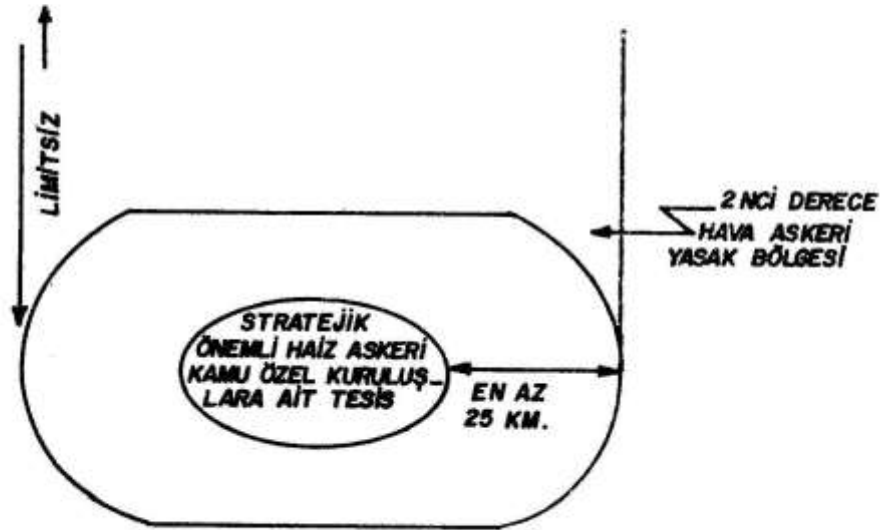 LİMİTSİZ
2 NCİ DERECE
HAVA ASKERİ
YASAK BÖLGESİ
STRATEJİK
ÖNEMLİ HAİZ ASKERİ
KAMU ÖZEL KURULUŞ_
LARA AİT TESİS
EN AZ
25 KM.